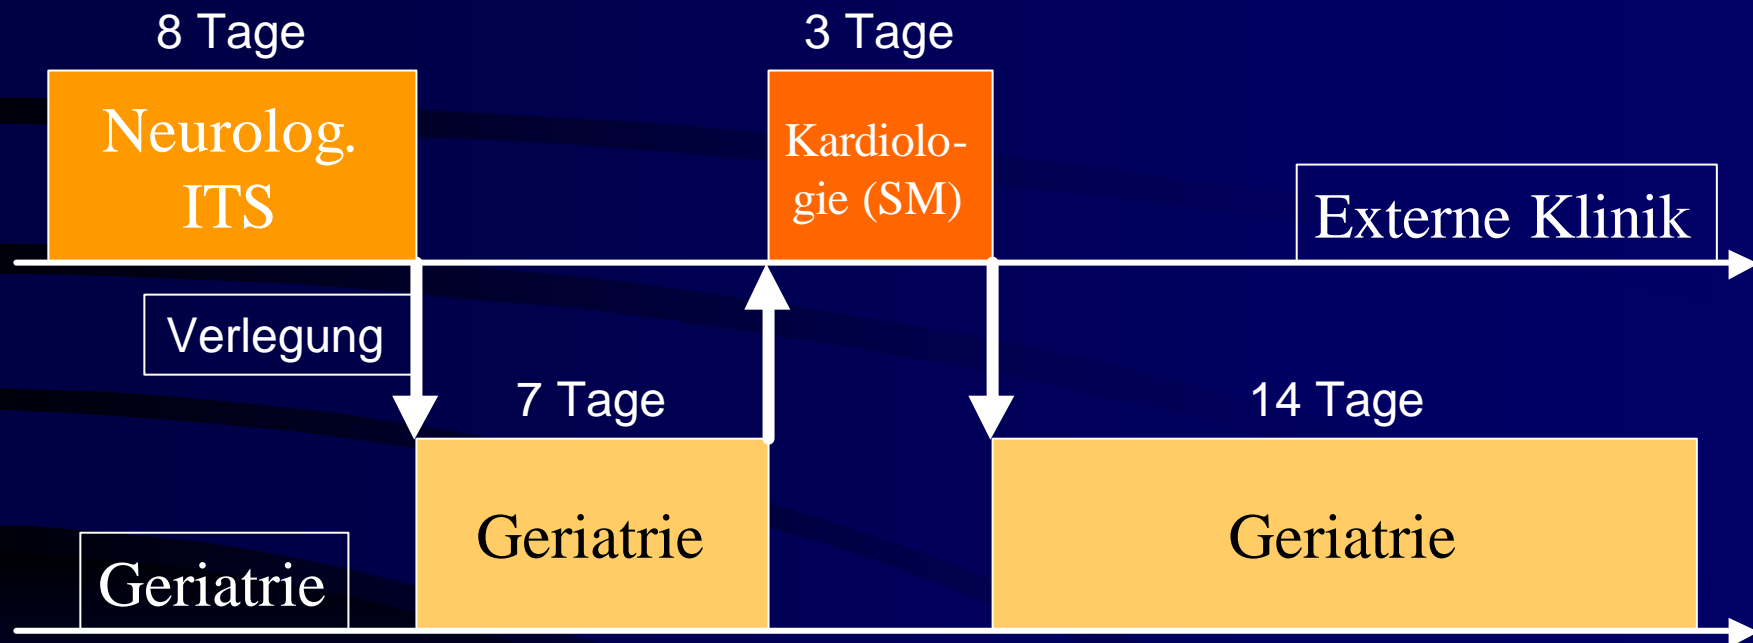 8 Tage
3 Tage
Neurolog.
ITS
Kardiolo-
gie (SM)
Externe Klinik
Verlegung
7 Tage
14 Tage
Geriatrie
Geriatrie
Geriatrie